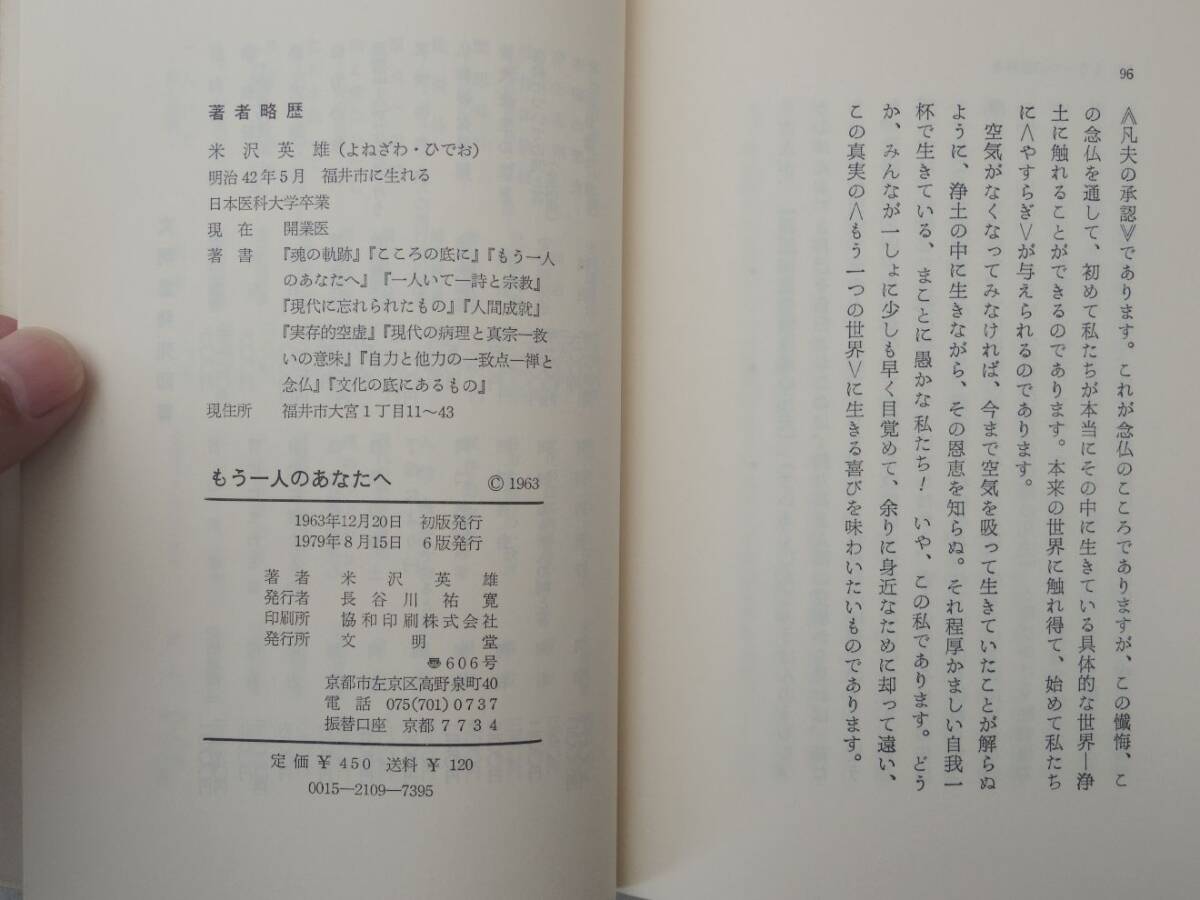 96
《凡夫の承認》であります。これが念仏のこころでありますが、この懺悔、こ
の念仏を通して、初めて私たちが本当にその中に生きている具体的な世界―浄
土に触れることができるのであります。本来の世界に触れ得て、始めて私たち
に〈やすらぎ〉が与えられるのであります。
空気がなくなってみなければ、今まで空気を吸って生きていたことが解らぬ
ように、浄土の中に生きながら、その恩恵を知らぬ。それ程厚かましい自我一
杯で生きている、まことに愚かな私たち！ いや、この私であります。どう
か、みんなが一しょに少しも早く目覚めて、余りに身近なために却って遠い、
この真実の〈もう一つの世界〉に生きる喜びを味わいたいものであります。
著者略歴
米沢英雄（よねざわ・ひでお）
明治42年5月 福井市に生れる
日本医科大学卒業
現在 開業医
著書 『魂の軌跡』『こころの底に』『もう一人
のあなたへ』『一人いて―詩と宗教』
『現代に忘れられたもの』『人間成就』
『実存的空虚』『現代の病理と真宗―救
いの意味』『自力と他力の一致点―禅と
念仏』『文化の底にあるもの』
現住所 福井市大宮1丁目11〜43
もう一人のあなたへ © 1963
1963年12月20日 初版発行
1979年8月15日 6版発行
著者 米沢英雄
発行者 長谷川祐寛
印刷所 協和印刷株式会社
発行所 文明堂
〠606号
京都市左京区高野泉町40
電話 075(701)0737
振替口座 京都7734
定価¥450 送料¥120
0015―2109―7395